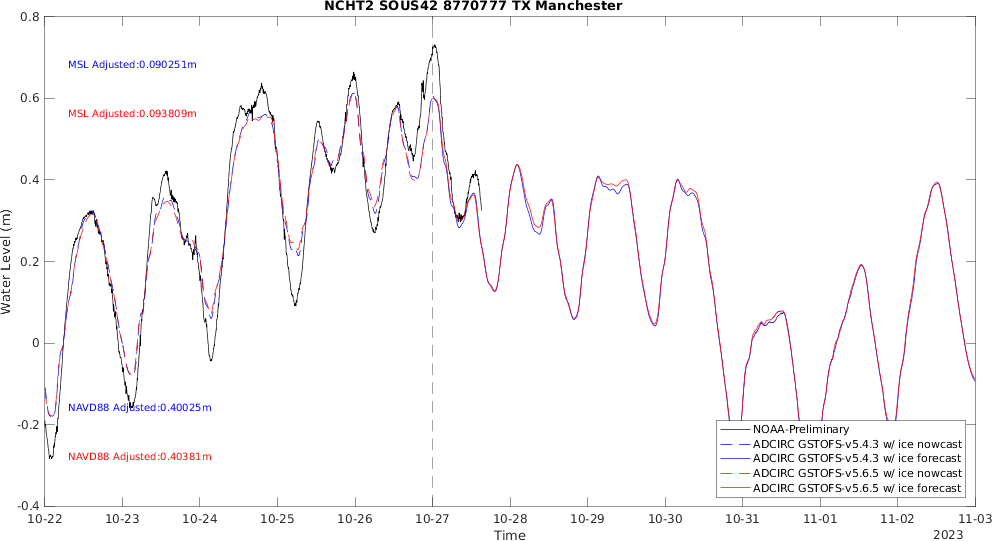 NCHT2 SOUS42 8770777 TX Manchester
0.8
MSL Adjusted:0.090251m
0.6
MSL Adjusted:0.093809m
0.4
Water Level (m)
0.2
0
NAVD88 Adjusted:0.40025m
-0.2
NAVD88 Adjusted:0.40381m
-0.4
NOAA-Preliminary
ADCIRC GSTOFS-v5.4.3 w/ ice nowcast
ADCIRC GSTOFS-v5.4.3 w/ ice forecast
ADCIRC GSTOFS-v5.6.5 w/ ice nowcast
ADCIRC GSTOFS-v5.6.5 w/ ice forecast
10-22 10-23 10-24 10-25 10-26 10-27 10-28 10-29 10-30 10-31 11-01 11-02 11-03
Time
2023